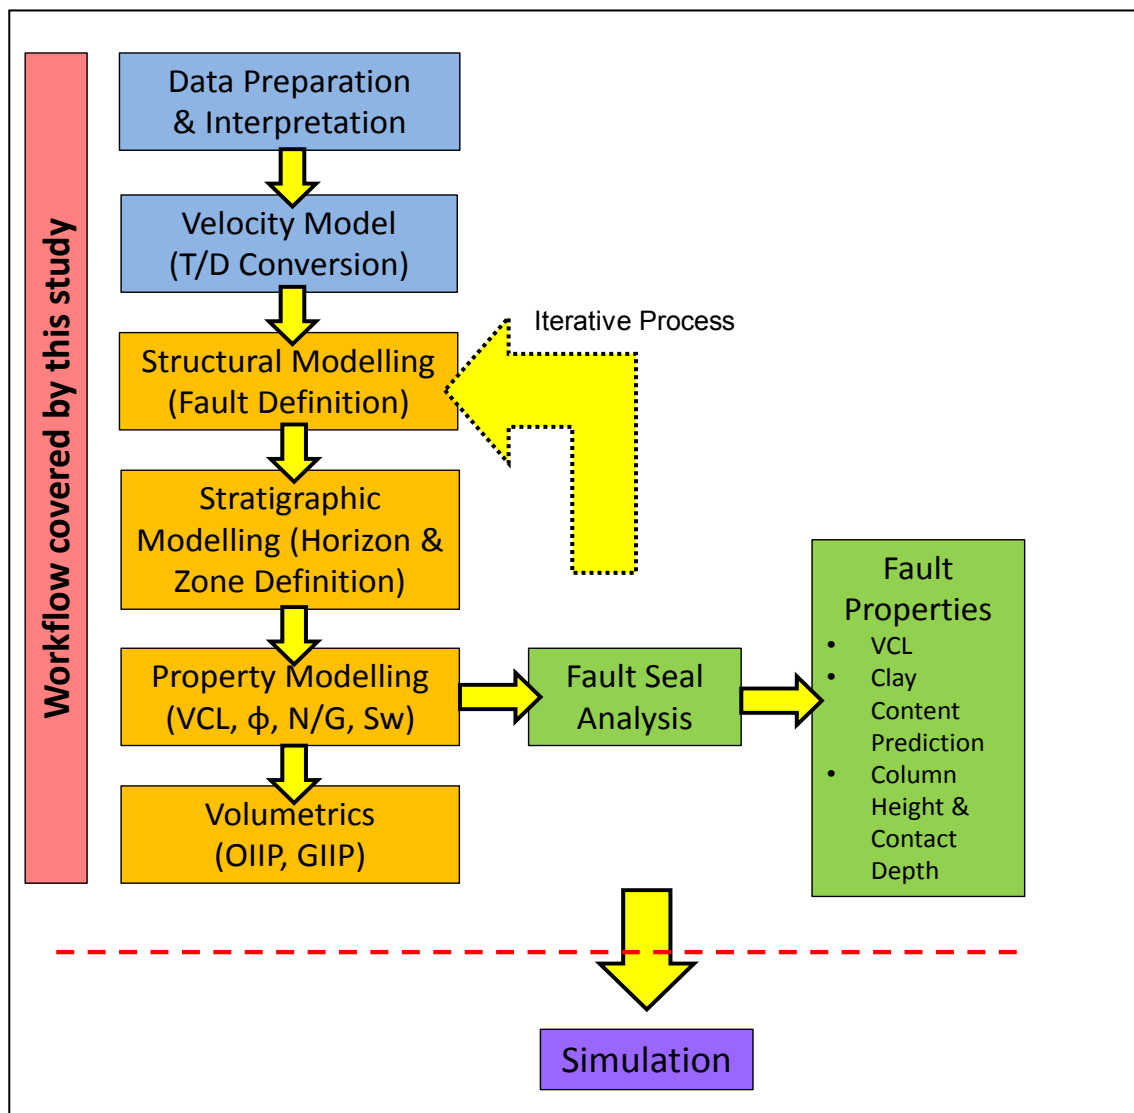 Workflow covered by this study
Data Preparation
& Interpretation
Velocity Model
(T/D Conversion)
Iterative Process
Structural Modelling
(Fault Definition)
Stratigraphic
Modelling (Horizon &
Zone Definition)
Property Modelling
(VCL, ϕ, N/G, Sw)
Fault Seal
Analysis
Fault
Properties
• VCL
• Clay
Content
Prediction
• Column
Height &
Contact
Depth
Volumetrics
(OIIP, GIIP)
Simulation